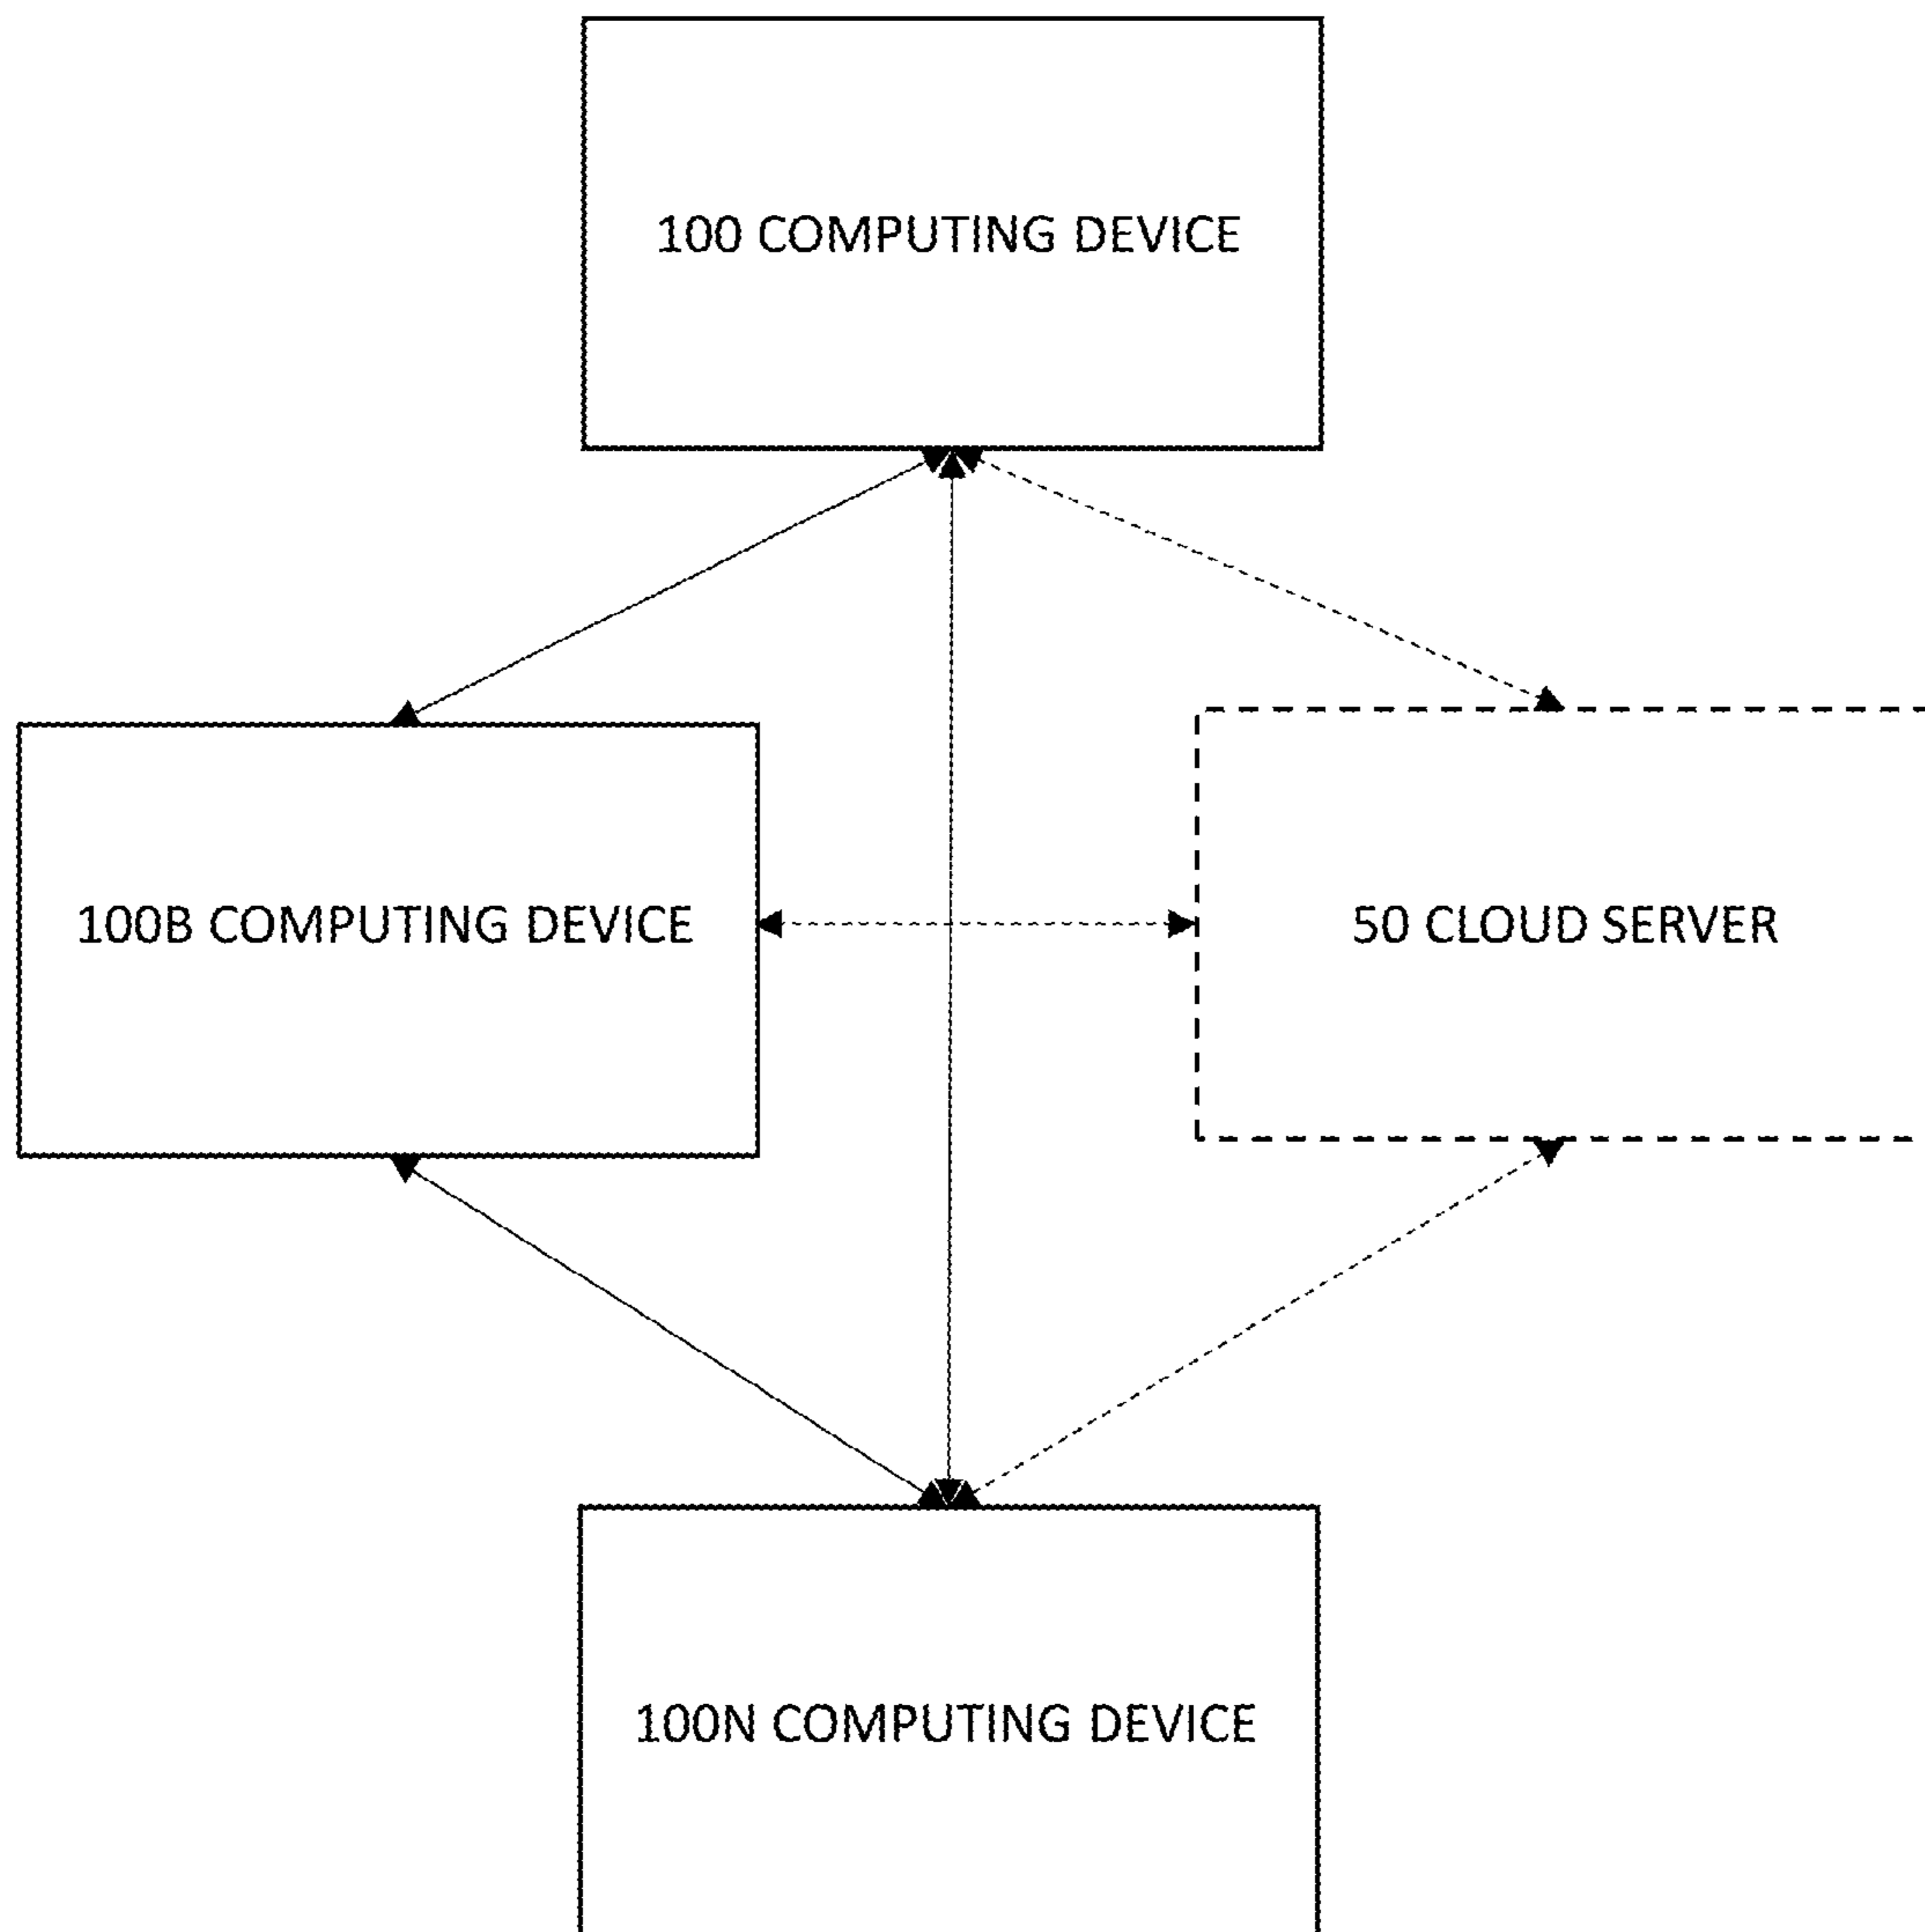 100 COMPUTING DEVICE
100B COMPUTING DEVICE
50 CLOUD SERVER
100N COMPUTING DEVICE